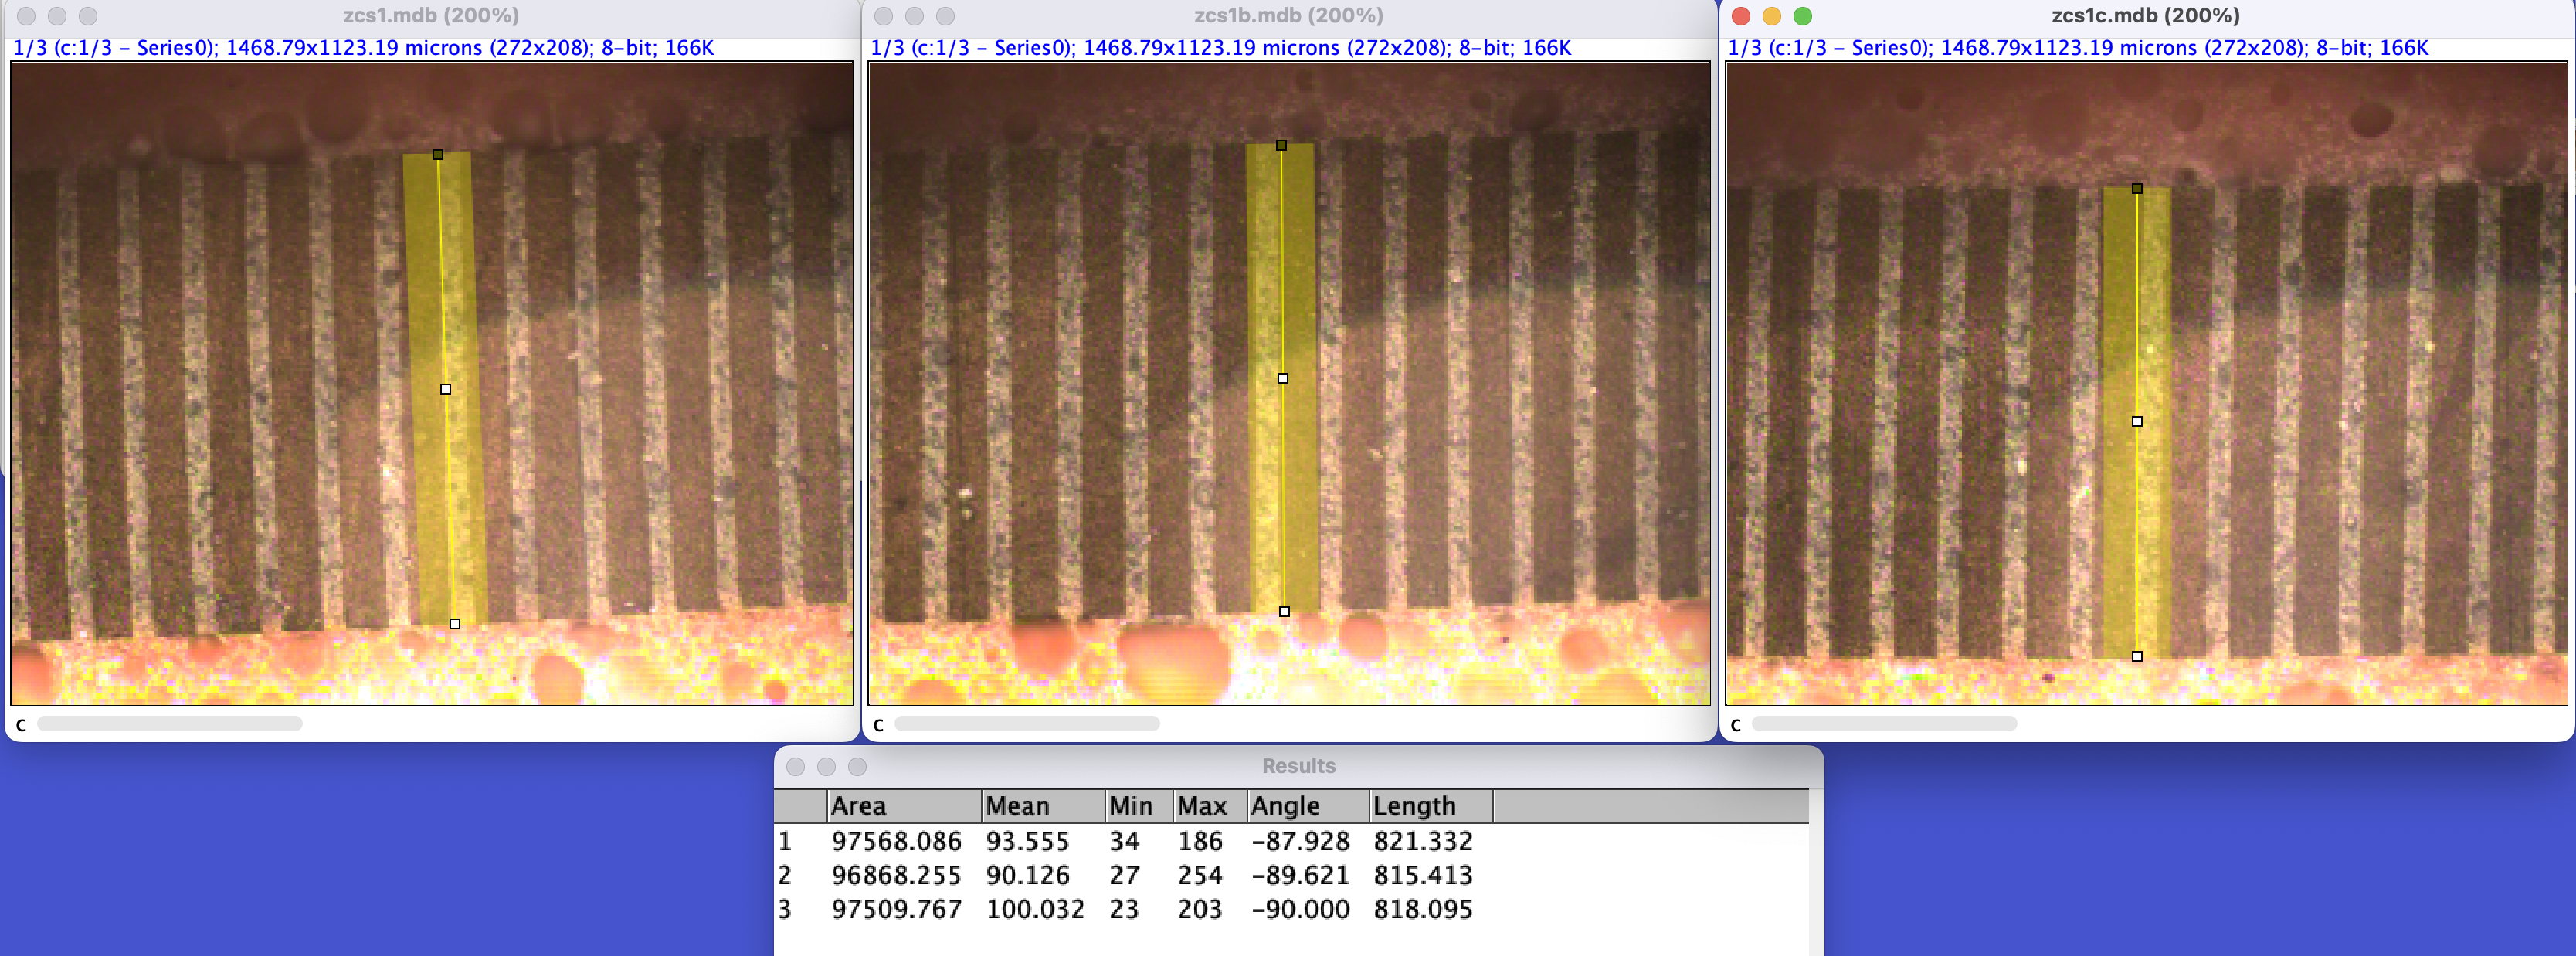 zcs1.mdb (200%)
1/3 (c:1/3 - Series0); 1468.79x1123.19 microns (272x208); 8-bit; 166K
c
zcs1b.mdb (200%)
1/3 (c:1/3 - Series0); 1468.79x1123.19 microns (272x208); 8-bit; 166K
c
zcs1c.mdb (200%)
1/3 (c:1/3 - Series0); 1468.79x1123.19 microns (272x208); 8-bit; 166K
c
Results
Area Mean Min Max Angle Length
1 97568.086 93.555 34 186 -87.928 821.332
2 96868.255 90.126 27 254 -89.621 815.413
3 97509.767 100.032 23 203 -90.000 818.095